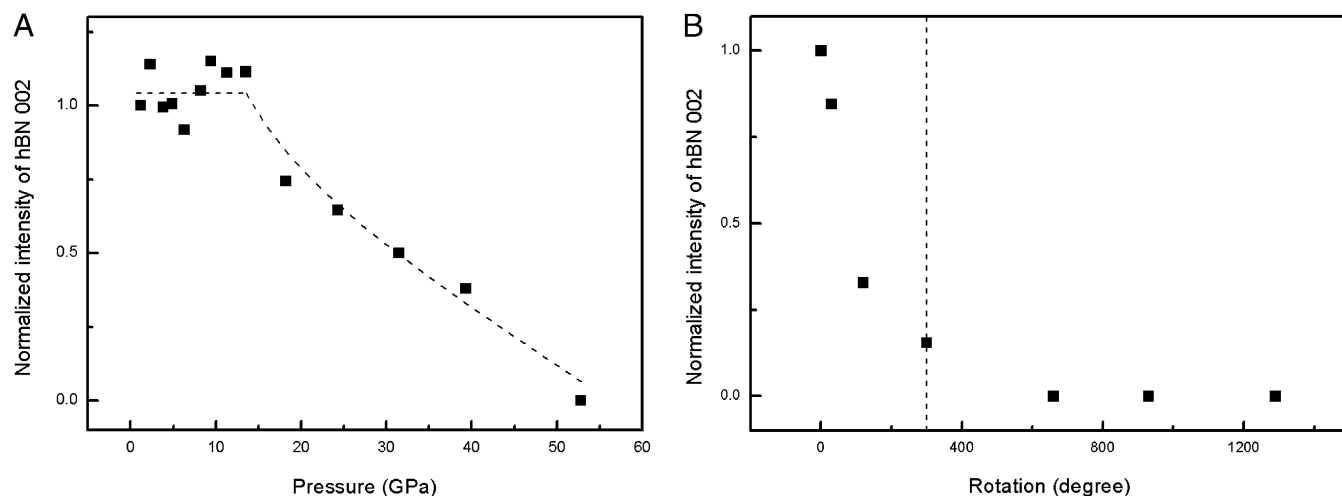 A
Normalized intensity of hBN 002
1.0
0.5
0.0
0 10 20 30 40 50 60
Pressure (GPa)
B
Normalized intensity of hBN 002
1.0
0.5
0.0
0 400 800 1200
Rotation (degree)